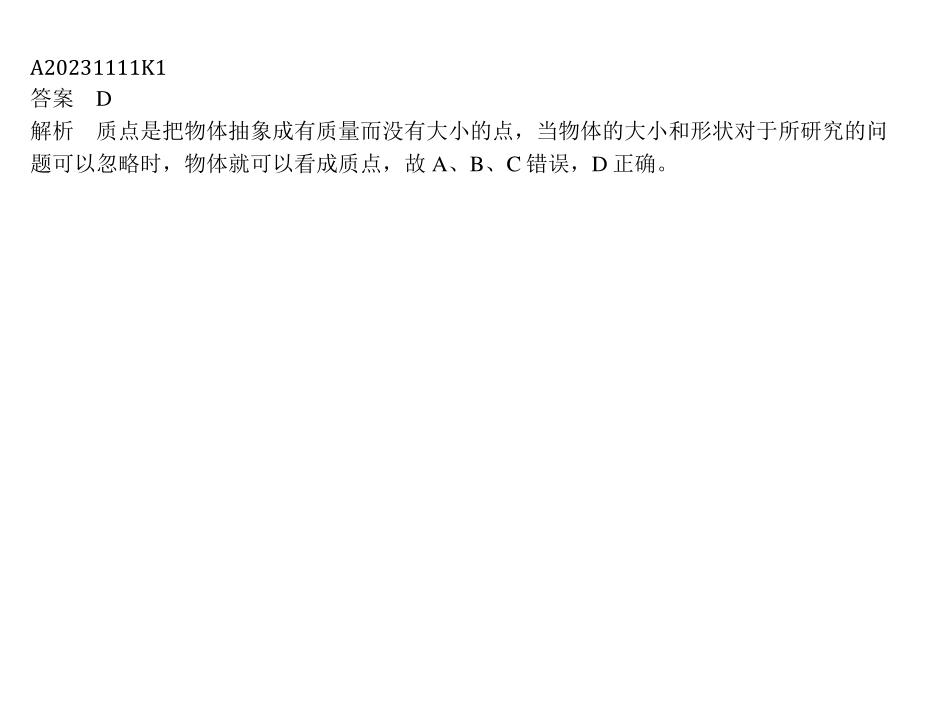 A20231111K1
答案　D
解析　质点是把物体抽象成有质量而没有大小的点，当物体的大小和形状对于所研究的问
题可以忽略时，物体就可以看成质点，故 A、B、C 错误，D 正确。